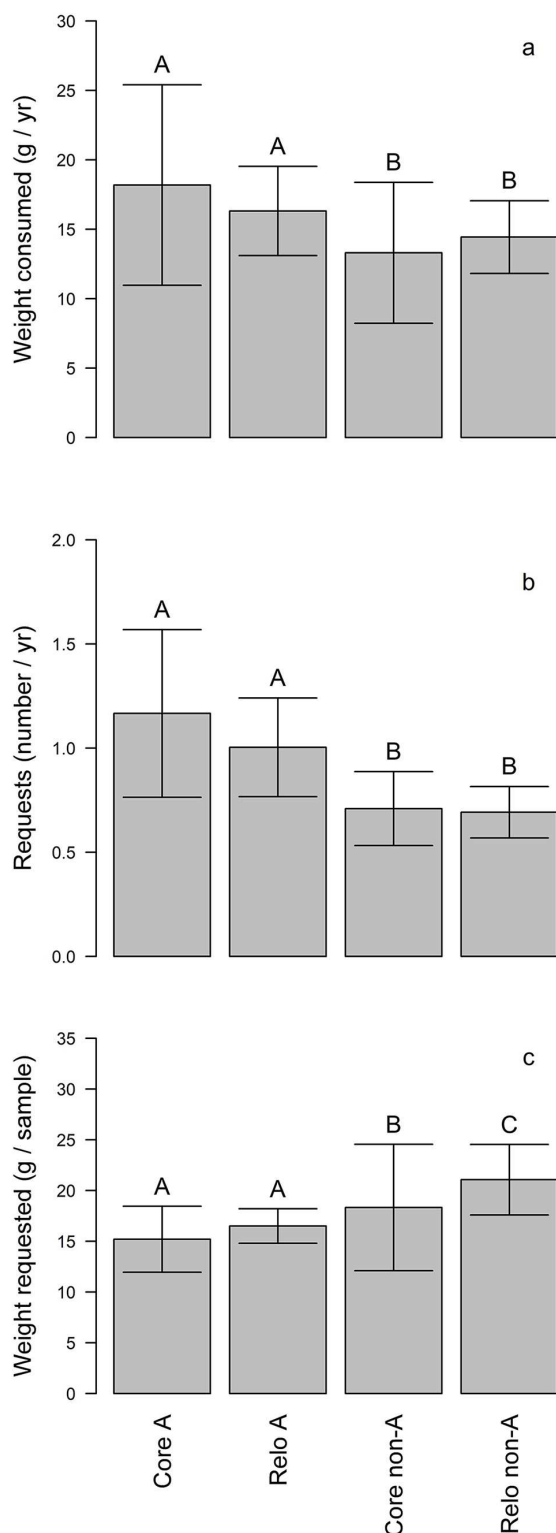 a
Weight consumed (g / yr)
30
25
20
15
10
5
0
A
A
B
B
b
Requests (number / yr)
2.0
1.5
1.0
0.5
0.0
A
A
B
B
c
Weight requested (g / sample)
35
30
25
20
15
10
5
0
A
A
B
C
Core A
Relo A
Core non-A
Relo non-A